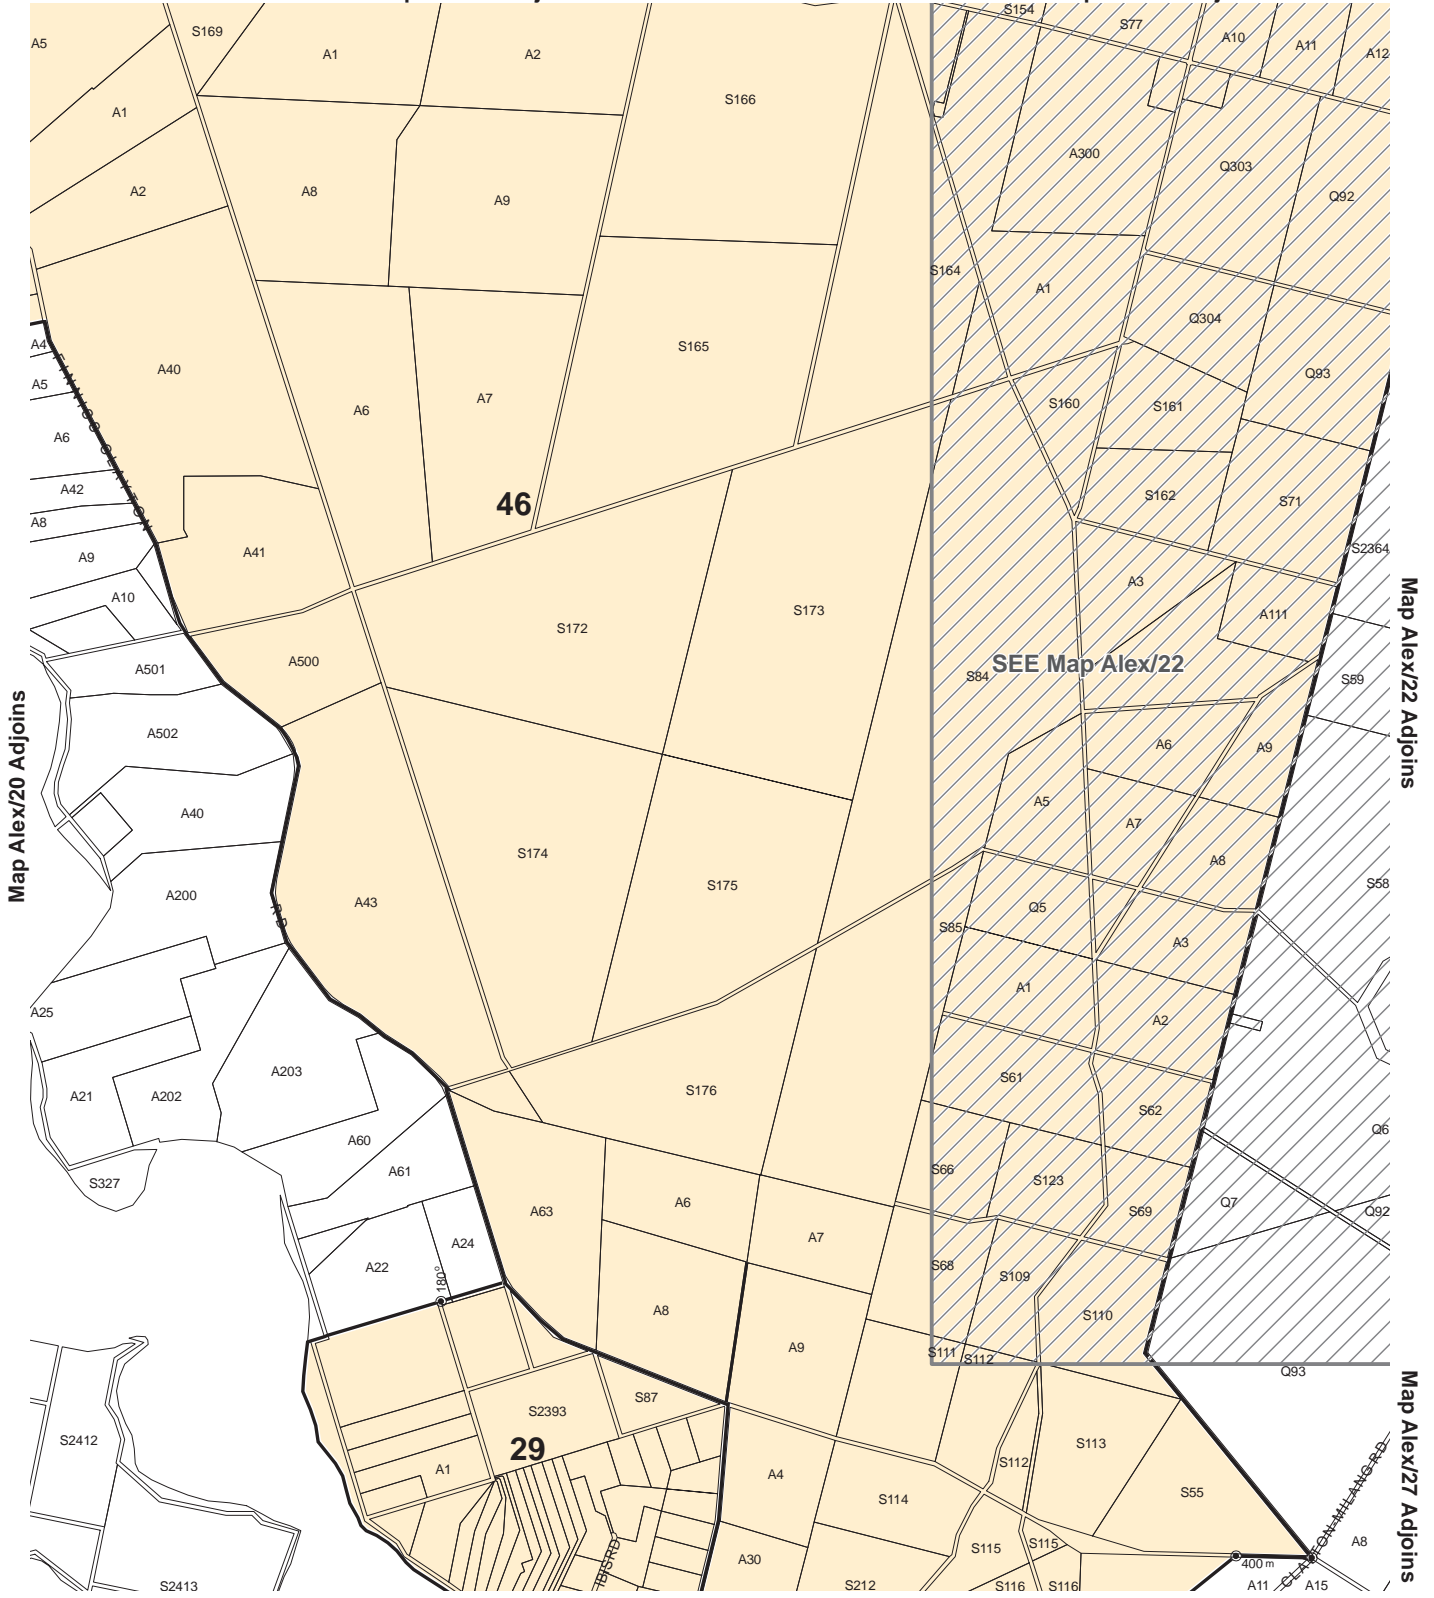 S154
A5
S169
S77
A10
A11
A12
A1
A2
S166
A1
A300
Q303
A2
A8
A9
Q92
S164
A1
Q304
A4
S165
A40
Q93
A5
A7
S160
S161
A6
A6
A42
S162
S71
46
A8
S2364
A41
A9
A3
A10
S173
A111
S172
Map Alex/22 Adjoins
A500
A501
SEE Map Alex/22
S84
S59
A502
A6
A9
Map Alex/20 Adjoins
A5
A40
A7
S174
A8
S175
S58
A200
A43
Q5
RD
S85
A3
A1
A25
A2
A203
S61
S176
A21
A202
S62
Q6
A60
A61
S66
S123
S327
A6
Q7
A63
S69
Q92
A7
A24
A22
S68
180°
S109
A8
S110
A9
S111
S112
Q93
S87
S2393
S2412
S113
29
A1
S112
A4
S55
S114
Map Alex/27 Adjoins
CLAYTON-MILANG RD
A8
S115
S115
A30
IBIS RD
400 m
S2413
S212
S116
S116
A11
A15